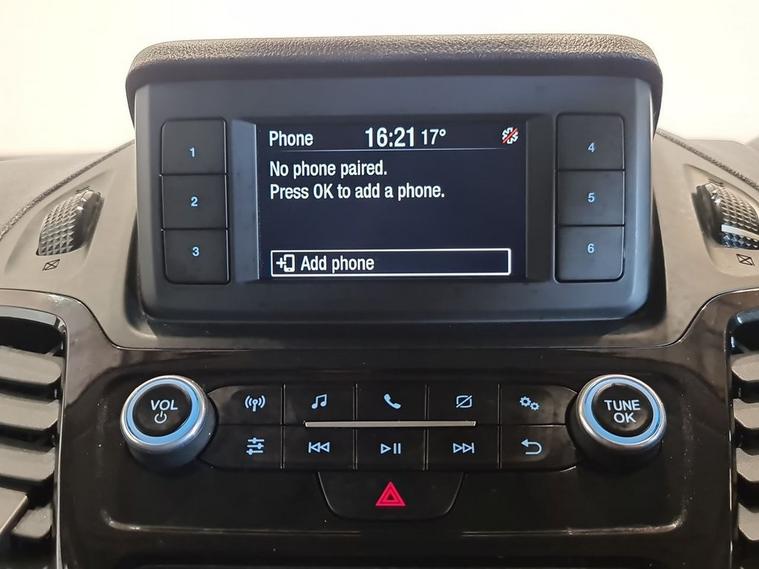 Phone 16:21 17°
No phone paired.
Press OK to add a phone.
Add phone
1
2
3
4
5
6
VOL
TUNE
OK